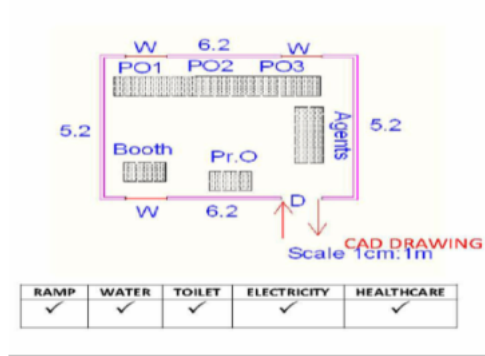 W 6.2 W
PO1 PO2 PO3
5.2
Agents
5.2
Booth
Pr.O
D
W 6.2
CAD DRAWING
Scale 1cm:1m
RAMP WATER TOILET ELECTRICITY HEALTHCARE
✓ ✓ ✓ ✓ ✓